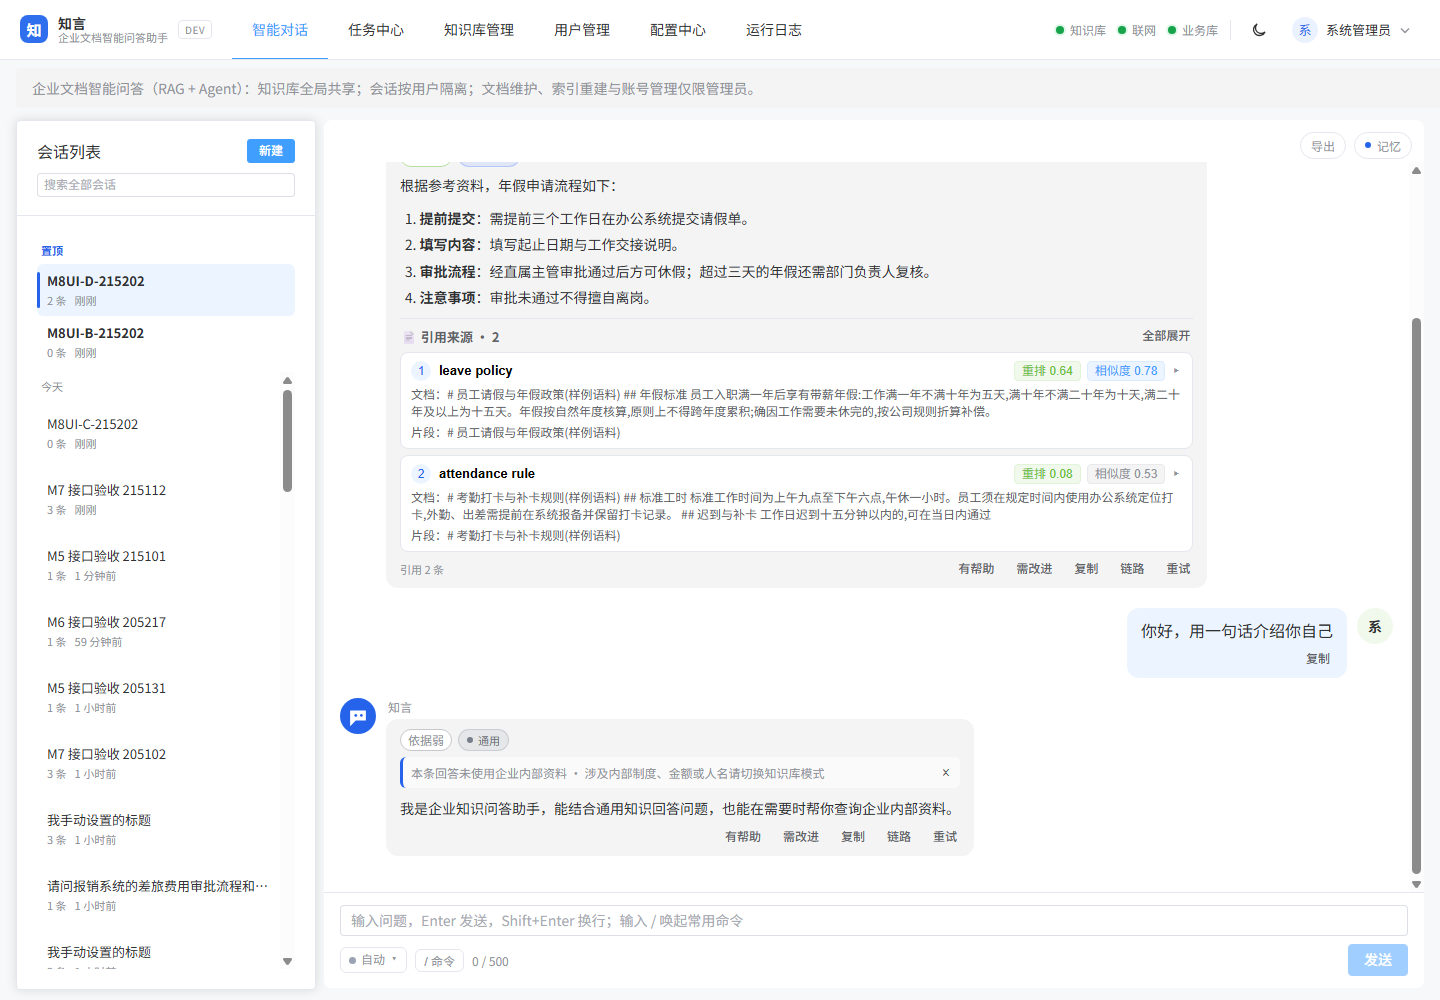 知
知言
企业文档智能问答助手
DEV
智能对话
任务中心
知识库管理
用户管理
配置中心
运行日志
知识库
联网
业务库
系
系统管理员
企业文档智能问答（RAG + Agent）：知识库全局共享；会话按用户隔离；文档维护、索引重建与账号管理仅限管理员。
会话列表
新建
搜索全部会话
置顶
M8UI-D-215202
2 条 刚刚
M8UI-B-215202
0 条 刚刚
今天
M8UI-C-215202
0 条 刚刚
M7 接口验收 215112
3 条 刚刚
M5 接口验收 215101
1 条 1 分钟前
M6 接口验收 205217
1 条 59 分钟前
M5 接口验收 205131
1 条 1 小时前
M7 接口验收 205102
3 条 1 小时前
我手动设置的标题
3 条 1 小时前
请问报销系统的差旅费用审批流程和…
1 条 1 小时前
我手动设置的标题
导出
记忆
根据参考资料，年假申请流程如下：
1. 提前提交：需提前三个工作日在办公系统提交请假单。
2. 填写内容：填写起止日期与工作交接说明。
3. 审批流程：经直属主管审批通过后方可休假；超过三天的年假还需部门负责人复核。
4. 注意事项：审批未通过不得擅自离岗。
引用来源 · 2
全部展开
1 leave policy
重排 0.64
相似度 0.78
文档：# 员工请假与年假政策(样例语料) ## 年假标准 员工入职满一年后享有带薪年假:工作满一年不满十年为五天,满十年不满二十年为十天,满二十
年及以上为十五天。年假按自然年度核算,原则上不得跨年度累积;确因工作需要未休完的,按公司规则折算补偿。
片段：# 员工请假与年假政策(样例语料)
2 attendance rule
重排 0.08
相似度 0.53
文档：# 考勤打卡与补卡规则(样例语料) ## 标准工时 标准工作时间为上午九点至下午六点,午休一小时。员工须在规定时间内使用办公系统定位打
卡,外勤、出差需提前在系统报备并保留打卡记录。 ## 迟到与补卡 工作日迟到十五分钟以内的,可在当日内通过
片段：# 考勤打卡与补卡规则(样例语料)
引用 2 条
有帮助
需改进
复制
链路
重试
你好，用一句话介绍你自己
复制
系
知言
依据弱
通用
本条回答未使用企业内部资料 · 涉及内部制度、金额或人名请切换知识库模式
x
我是企业知识问答助手，能结合通用知识回答问题，也能在需要时帮你查询企业内部资料。
有帮助
需改进
复制
链路
重试
输入问题，Enter 发送，Shift+Enter 换行；输入 / 唤起常用命令
自动
/ 命令
0 / 500
发送